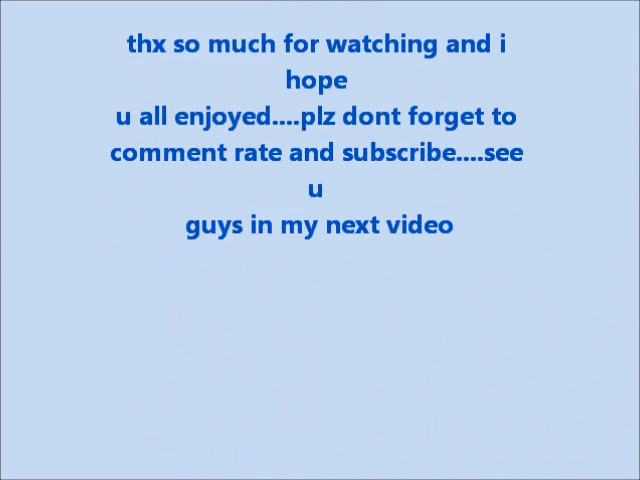 thx so much for watching and i
hope
u all enjoyed....plz dont forget to
comment rate and subscribe....see
u
guys in my next video